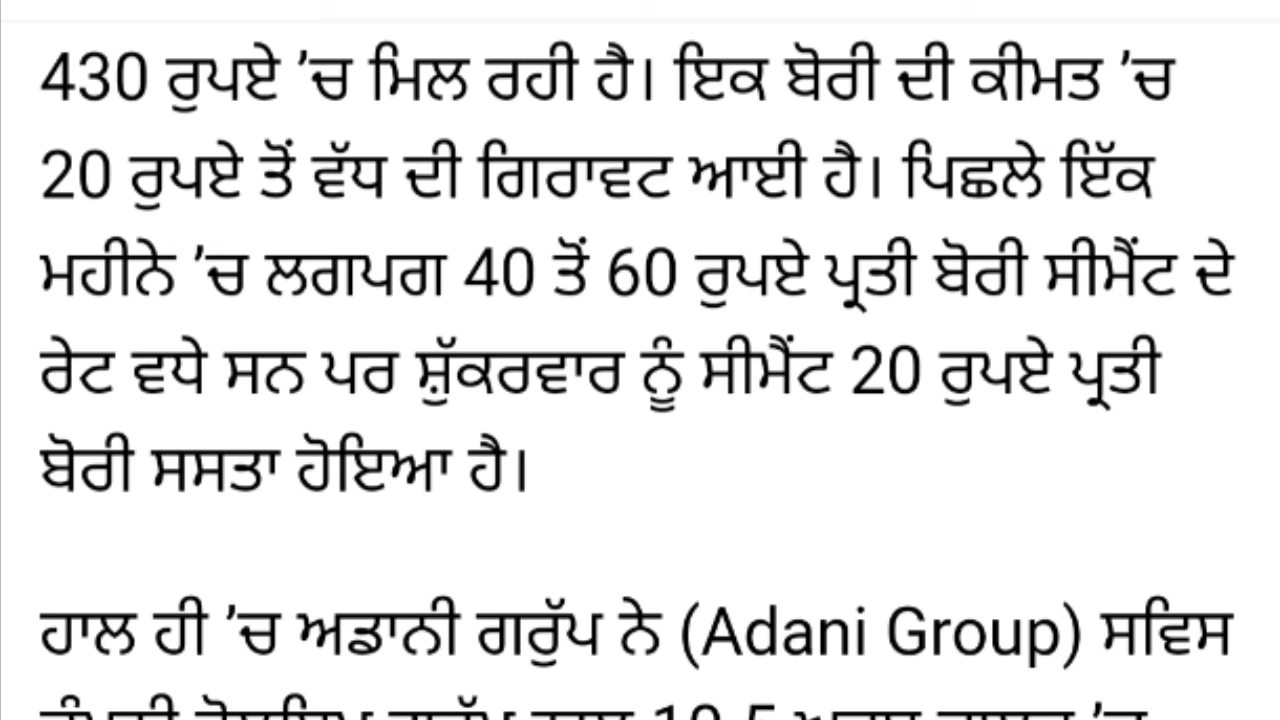 430 ਰੁਪਏ ’ਚ ਮਿਲ ਰਹੀ ਹੈ। ਇਕ ਬੋਰੀ ਦੀ ਕੀਮਤ ’ਚ
20 ਰੁਪਏ ਤੋਂ ਵੱਧ ਦੀ ਗਿਰਾਵਟ ਆਈ ਹੈ। ਪਿਛਲੇ ਇੱਕ
ਮਹੀਨੇ ’ਚ ਲਗਪਗ 40 ਤੋਂ 60 ਰੁਪਏ ਪ੍ਰਤੀ ਬੋਰੀ ਸੀਮੈਂਟ ਦੇ
ਰੇਟ ਵਧੇ ਸਨ ਪਰ ਸ਼ੁੱਕਰਵਾਰ ਨੂੰ ਸੀਮੈਂਟ 20 ਰੁਪਏ ਪ੍ਰਤੀ
ਬੋਰੀ ਸਸਤਾ ਹੋਇਆ ਹੈ।
ਹਾਲ ਹੀ ’ਚ ਅਡਾਨੀ ਗਰੁੱਪ ਨੇ (Adani Group) ਸਵਿਸ